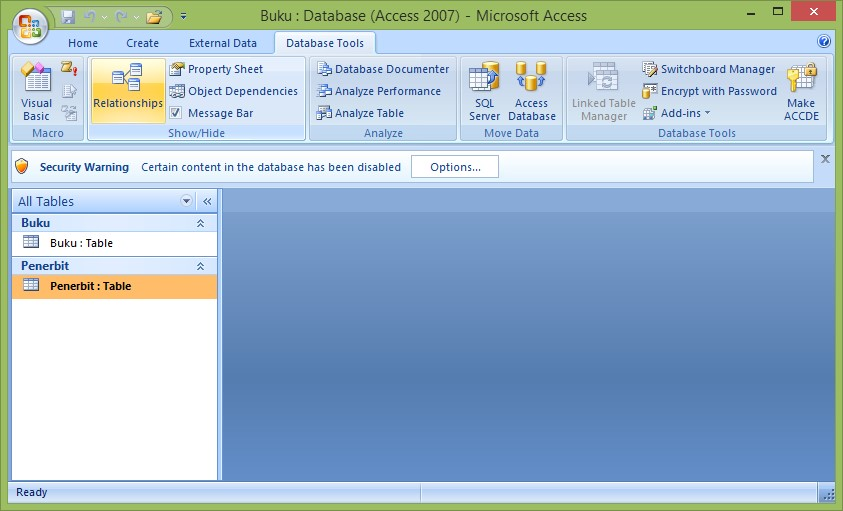 Buku : Database (Access 2007) - Microsoft Access
Home Create External Data Database Tools
Visual Basic
Macro
Relationships
Property Sheet
Object Dependencies
Message Bar
Show/Hide
Database Documenter
Analyze Performance
Analyze Table
Analyze
SQL Server
Access Database
Move Data
Linked Table Manager
Switchboard Manager
Encrypt with Password
Add-ins
Make ACCDE
Database Tools
Security Warning Certain content in the database has been disabled Options...
All Tables
Buku
Buku : Table
Penerbit
Penerbit : Table
Ready